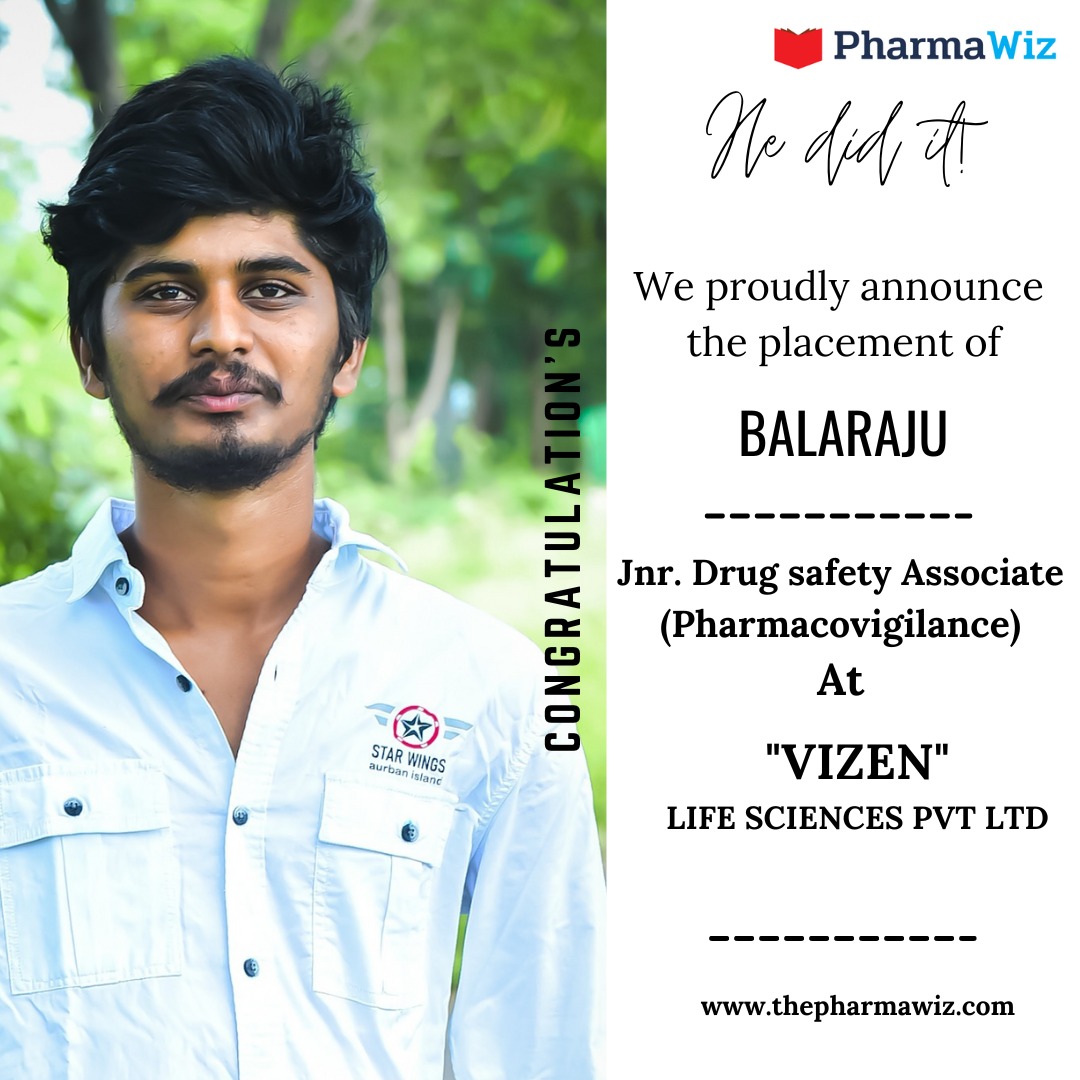 PharmaWiz
He did it!
We proudly announce
the placement of
BALARAJU
Jnr. Drug safety Associate
(Pharmacovigilance)
At
"VIZEN"
LIFE SCIENCES PVT LTD
www.thepharmawiz.com
CONGRATULATION'S
STAR WINGS
aurban island